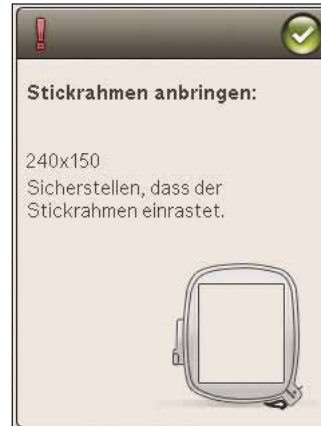 Stickrahmen anbringen:
240x150
Sicherstellen, dass der
Stickrahmen einrastet.